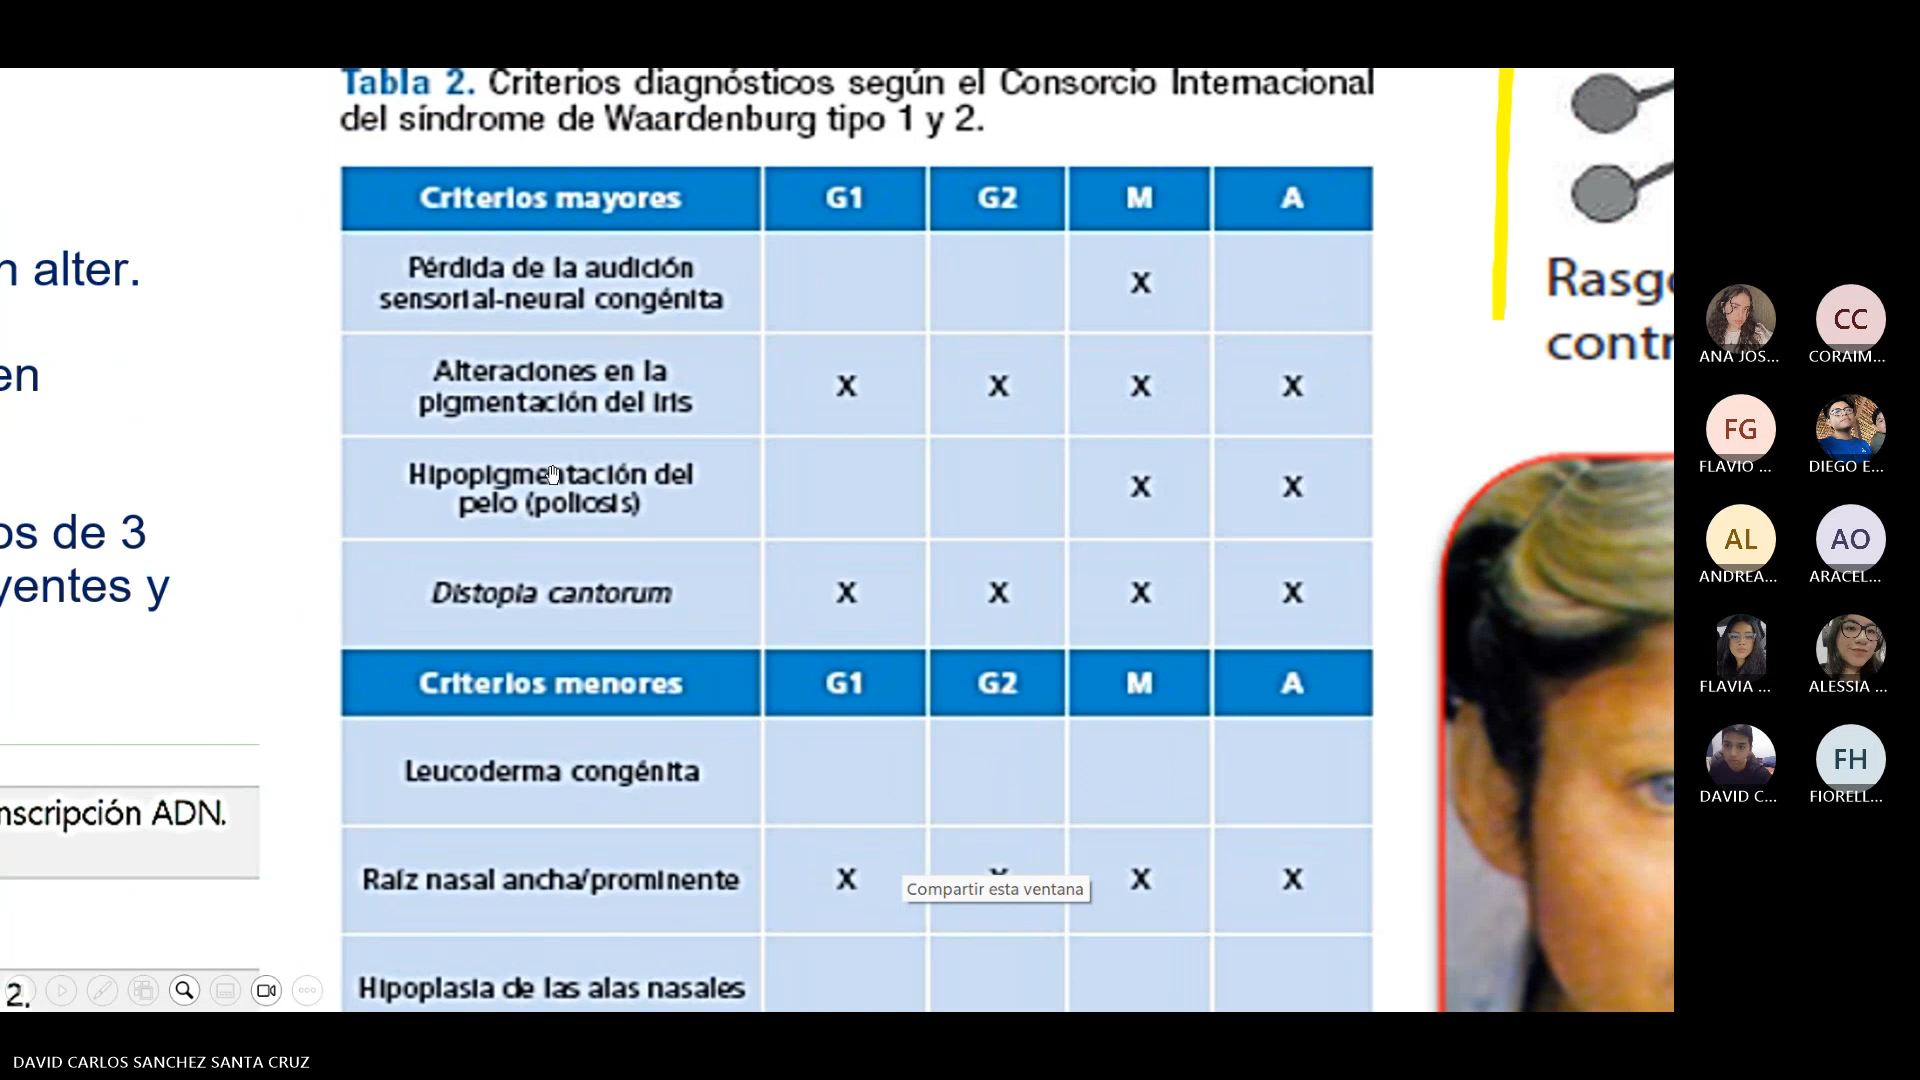 Tabla 2. Criterios diagnósticos según el Consorcio Internacional
del síndrome de Waardenburg tipo 1 y 2.
Criterios mayores G1 G2 M A
Pérdida de la audición
sensorial-neural congénita X
Alteraciones en la
pigmentación del iris X X X X
Hipopigmentación del
pelo (poliosis) X X
Distopia cantorum X X X X
Criterios menores G1 G2 M A
Leucoderma congénita
Raíz nasal ancha/prominente X X X
Compartir esta ventana
Hipoplasia de las alas nasales
n alter.
en
os de 3
yentes y
nscripción ADN.
2.
Rasg
cont
ANA JOS...
CC
CORAIM...
FG
FLAVIO ...
DIEGO E...
AL
ANDREA...
AO
ARACEL...
FLAVIA ...
ALESSIA ...
DAVID C...
FH
FIORELL...
DAVID CARLOS SANCHEZ SANTA CRUZ